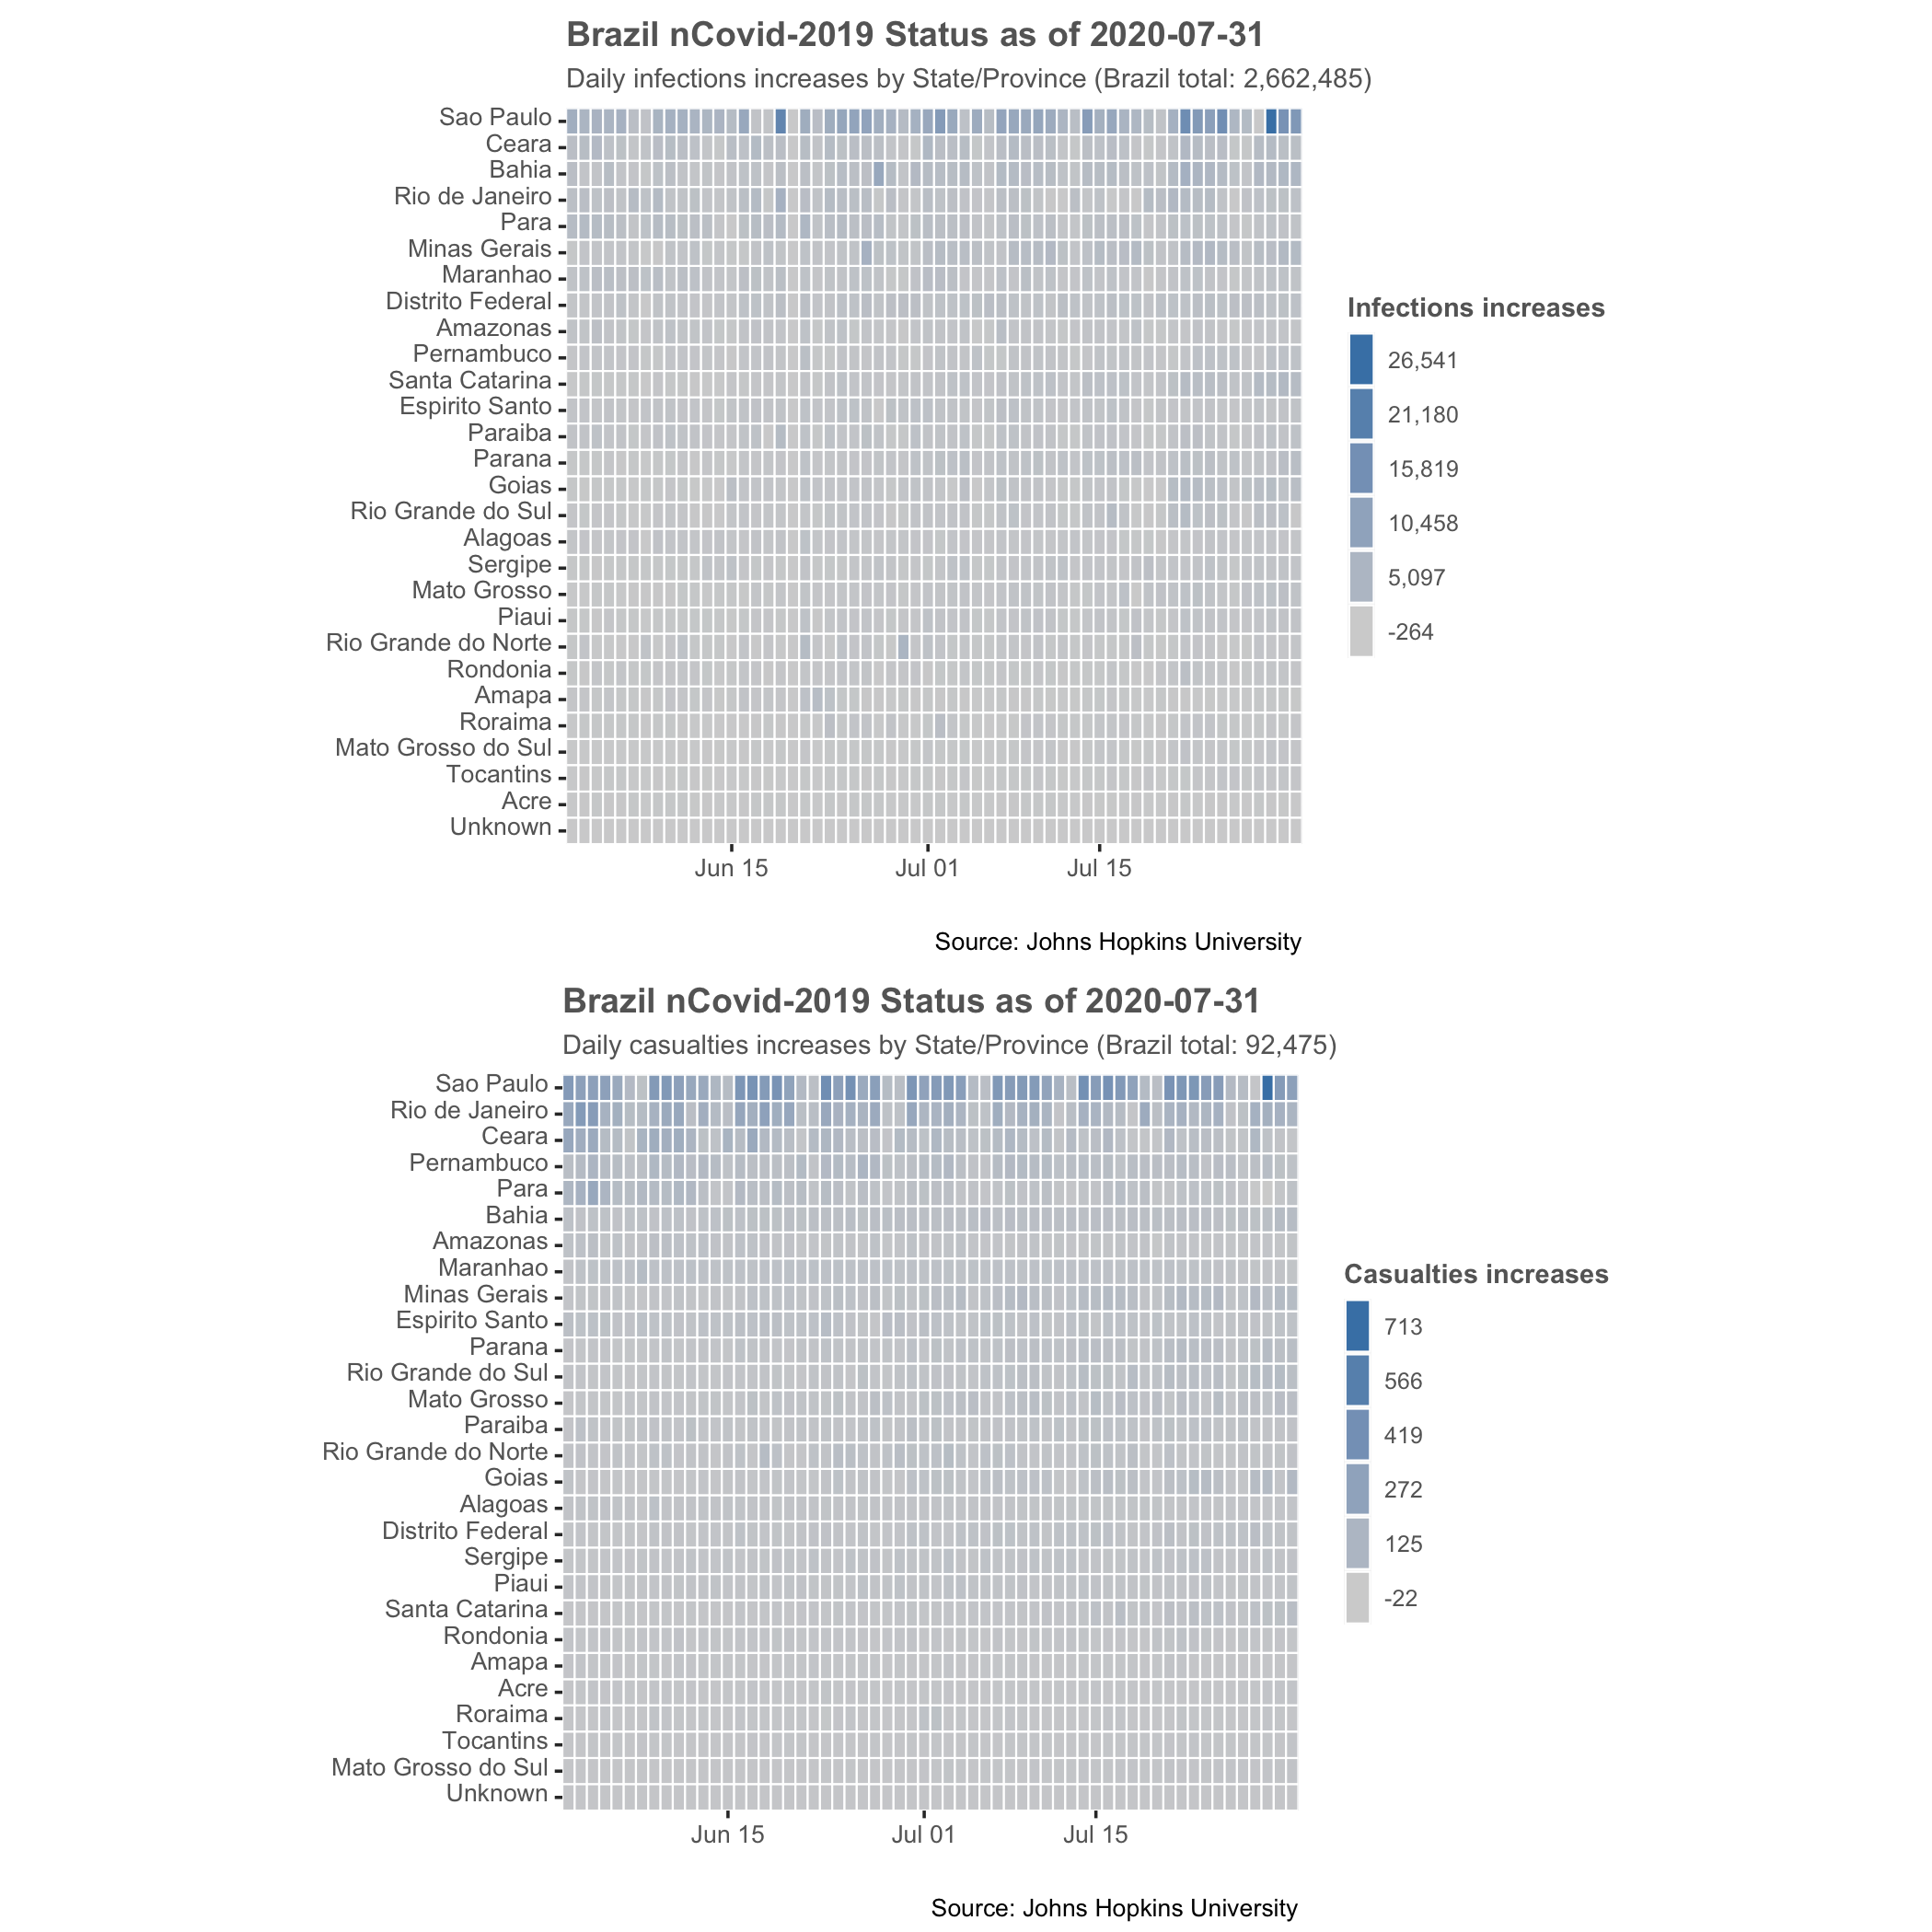 Brazil nCovid-2019 Status as of 2020-07-31
Daily infections increases by State/Province (Brazil total: 2,662,485)
Sao Paulo
Ceara
Bahia
Rio de Janeiro
Para
Minas Gerais
Maranhao
Distrito Federal
Amazonas
Pernambuco
Santa Catarina
Espirito Santo
Paraiba
Parana
Goias
Rio Grande do Sul
Alagoas
Sergipe
Mato Grosso
Piaui
Rio Grande do Norte
Rondonia
Amapa
Roraima
Mato Grosso do Sul
Tocantins
Acre
Unknown
Jun 15 Jul 01 Jul 15
Infections increases
26,541
21,180
15,819
10,458
5,097
-264
Source: Johns Hopkins University
Brazil nCovid-2019 Status as of 2020-07-31
Daily casualties increases by State/Province (Brazil total: 92,475)
Sao Paulo
Rio de Janeiro
Ceara
Pernambuco
Para
Bahia
Amazonas
Maranhao
Minas Gerais
Espirito Santo
Parana
Rio Grande do Sul
Mato Grosso
Paraiba
Rio Grande do Norte
Goias
Alagoas
Distrito Federal
Sergipe
Piaui
Santa Catarina
Rondonia
Amapa
Acre
Roraima
Tocantins
Mato Grosso do Sul
Unknown
Jun 15 Jul 01 Jul 15
Casualties increases
713
566
419
272
125
-22
Source: Johns Hopkins University